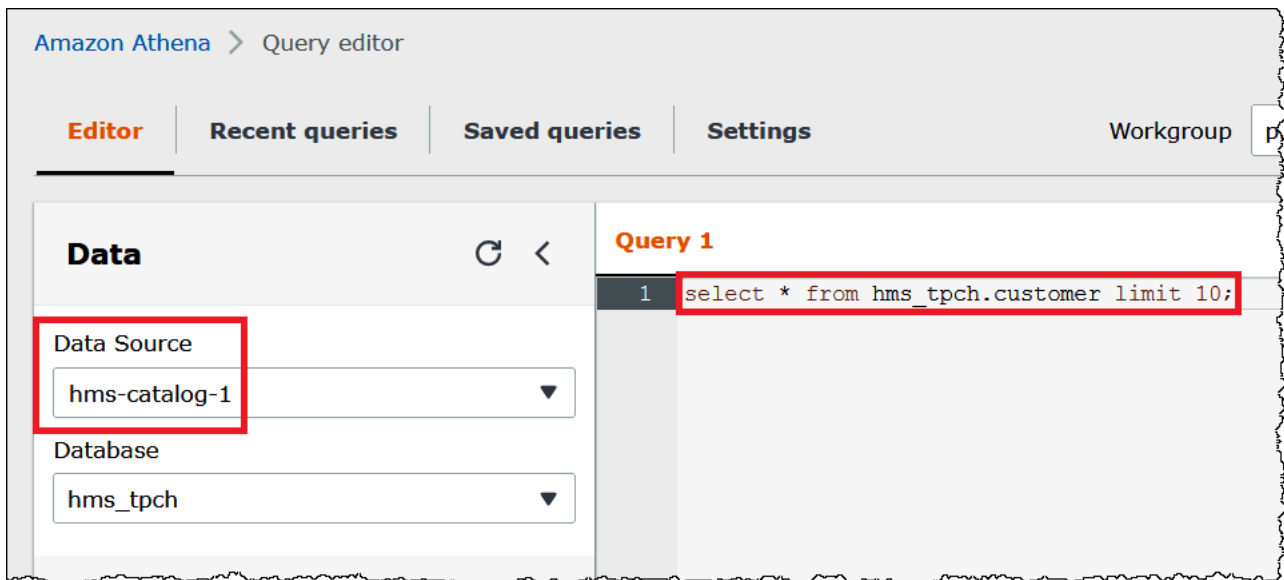 Amazon Athena > Query editor
Editor Recent queries Saved queries Settings Workgroup
Data
Query 1
1 select * from hms_tpch.customer limit 10;
Data Source
hms-catalog-1
Database
hms_tpch